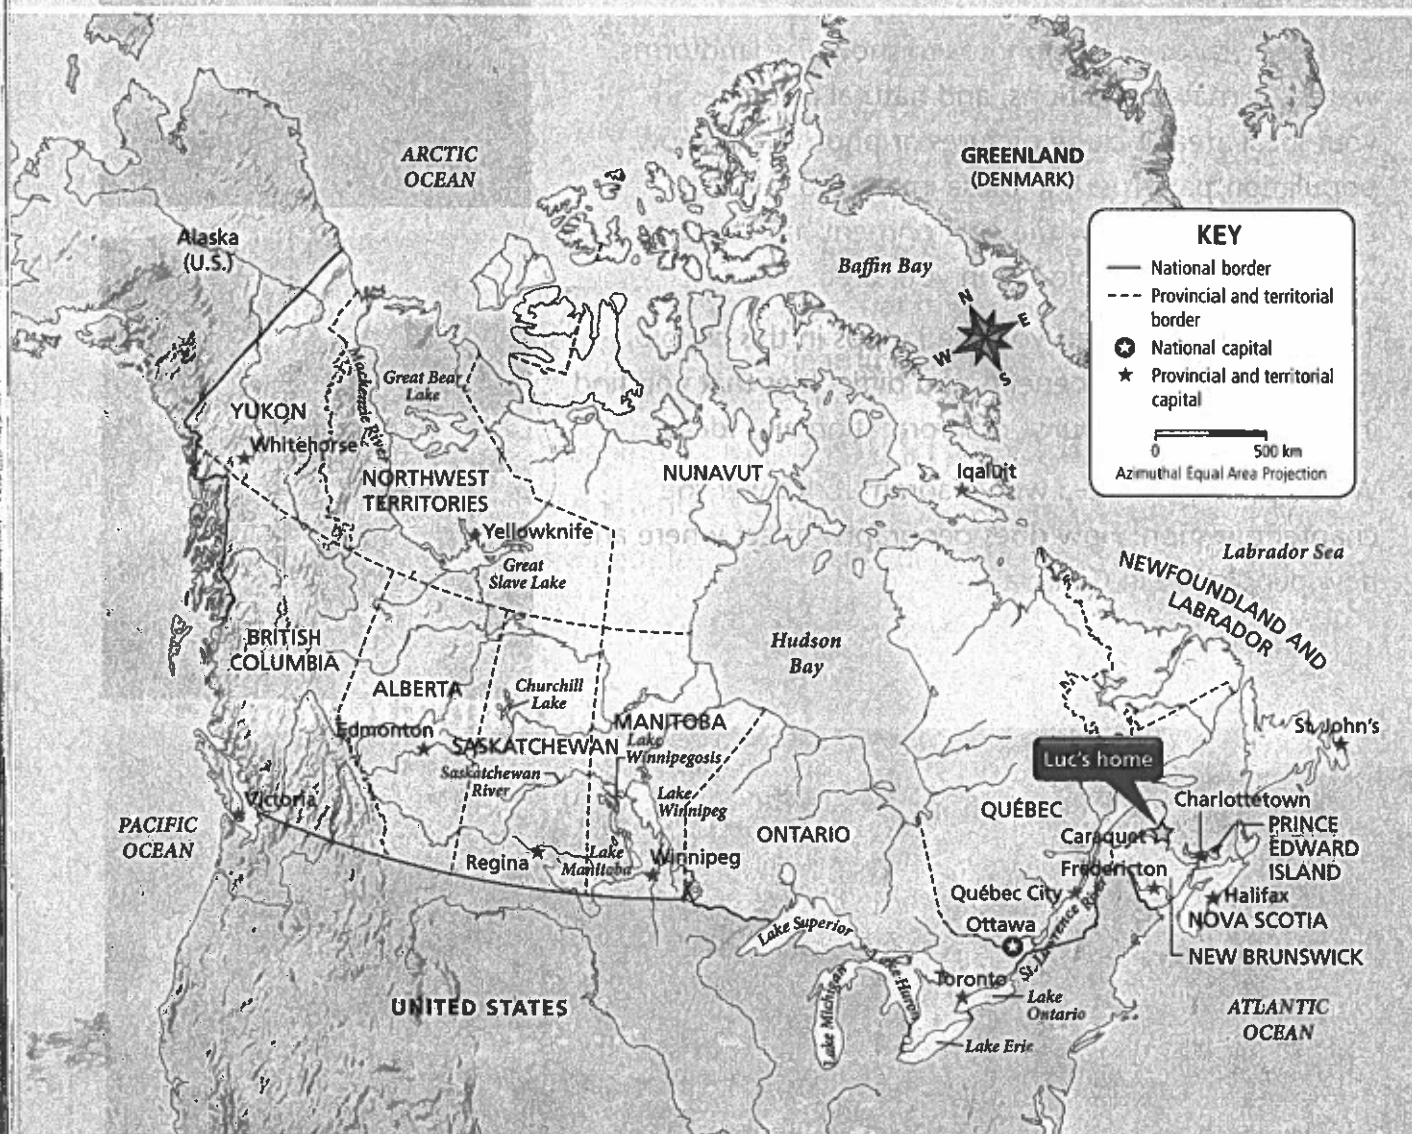 ARCTIC
OCEAN
GREENLAND
(DENMARK)
Alaska
(U.S.)
Baffin Bay
KEY
National border
Provincial and territorial
border
National capital
Provincial and territorial
capital
0 500 km
Azimuthal Equal Area Projection
N
E
W
S
Great Bear
Lake
Mackenzie River
YUKON
Whitehorse
NORTHWEST
TERRITORIES
NUNAVUT
Iqaluit
Yellowknife
Great
Slave Lake
Labrador Sea
NEWFOUNDLAND AND
LABRADOR
BRITISH
COLUMBIA
Hudson
Bay
ALBERTA
Churchill
Lake
Edmonton
SASKATCHEWAN
MANITOBA
Lake
Winnipegosis
St. John's
Luc's home
Saskatchewan
River
Lake
Winnipeg
Victoria
QUÉBEC
Charlottetown
PACIFIC
OCEAN
ONTARIO
Caraquet
PRINCE
EDWARD
ISLAND
Regina
Lake
Manitoba
Winnipeg
Fredericton
Québec City
Halifax
NOVA SCOTIA
Lake Superior
Ottawa
St. Lawrence River
NEW BRUNSWICK
Lake Michigan
Lake Huron
Toronto
Lake
Ontario
UNITED STATES
ATLANTIC
OCEAN
Lake Erie